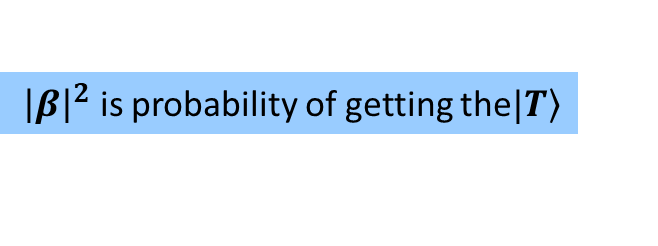 |𝜷|² is probability of getting the|𝑻⟩